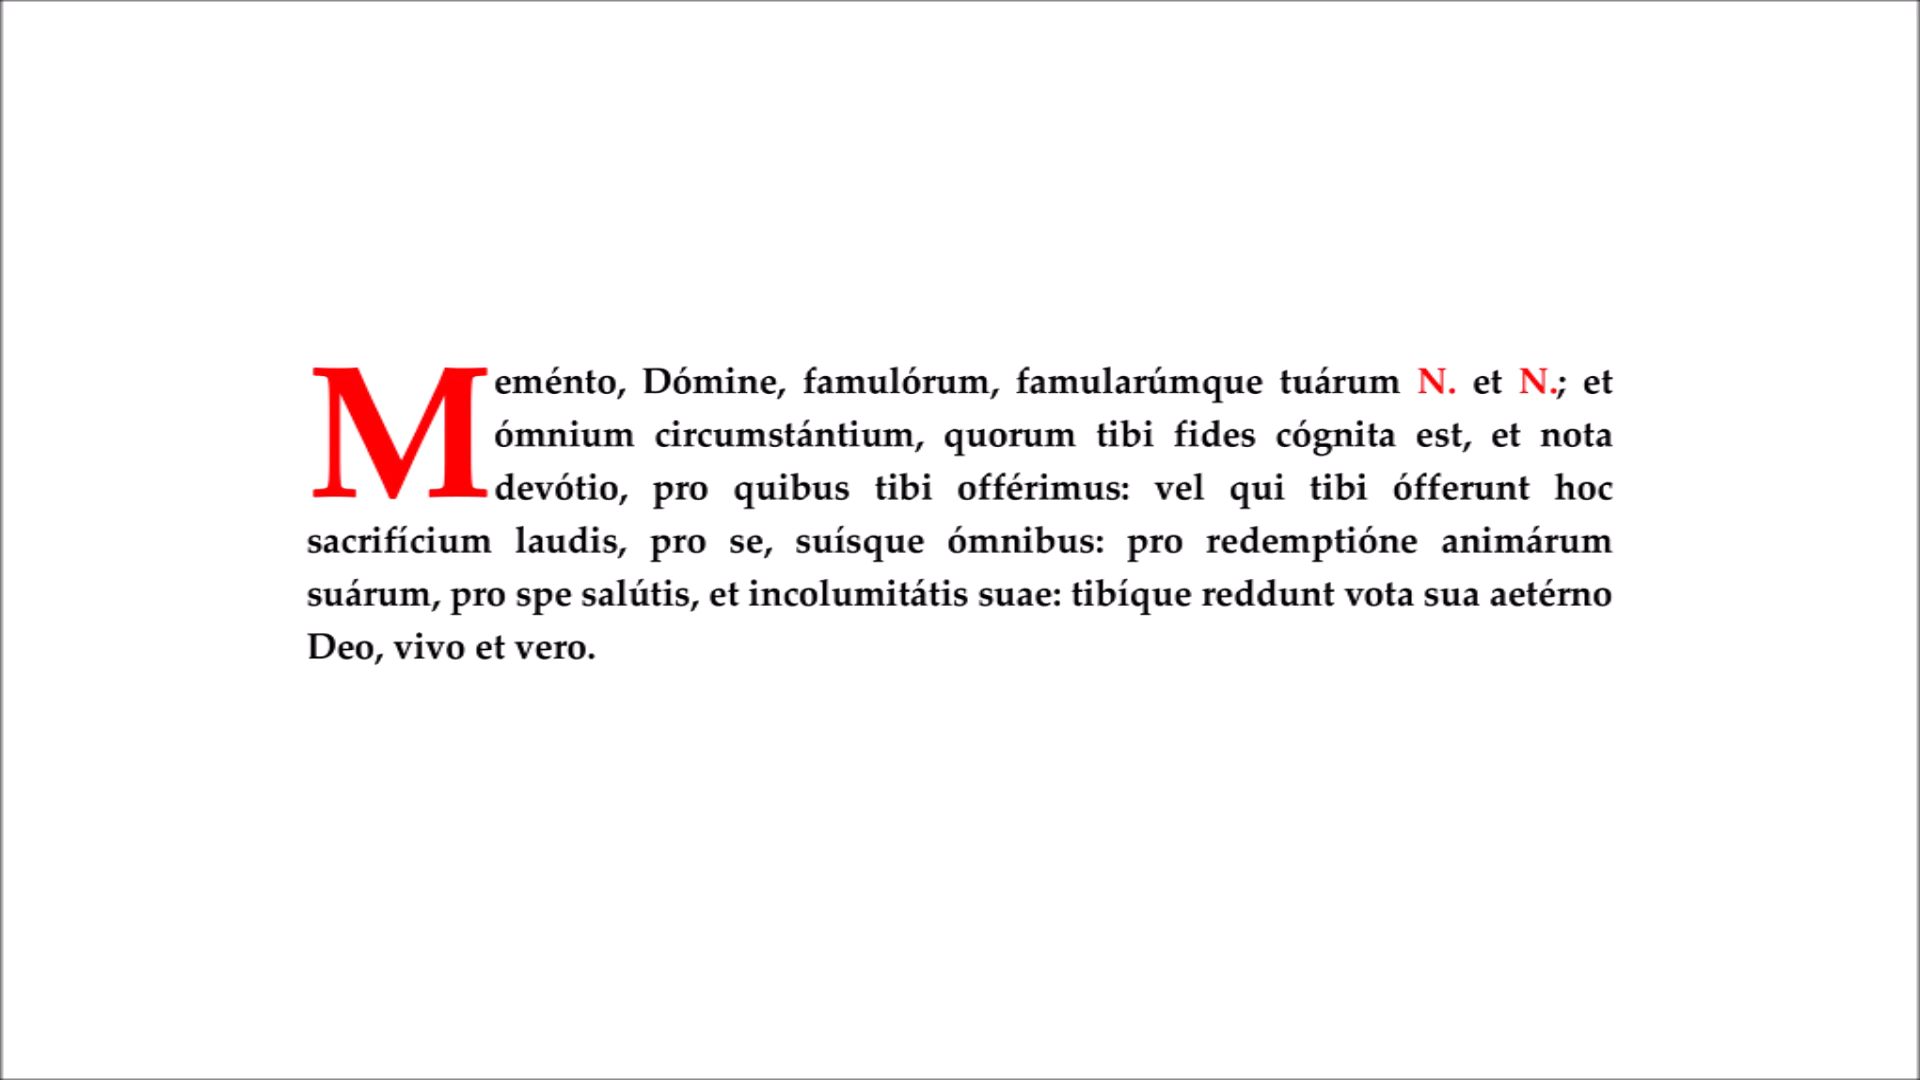 Meménto, Dómine, famulórum, famularúmque tuárum N. et N.; et
ómnium circumstántium, quorum tibi fides cógnita est, et nota
devótio, pro quibus tibi offérimus: vel qui tibi ófferunt hoc
sacrifícium laudis, pro se, suísque ómnibus: pro redemptióne animárum
suárum, pro spe salútis, et incolumitátis suae: tibíque reddunt vota sua aetérno
Deo, vivo et vero.